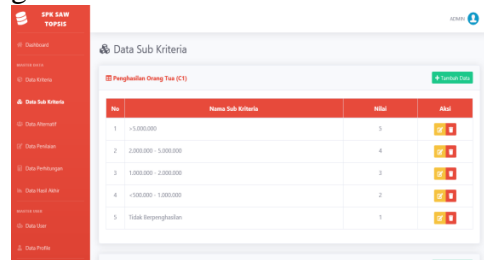 SPK SAW
TOPSIS
ADMIN
Dashboard
MASTER DATA
Data Kriteria
Data Sub Kriteria
Data Alternatif
Data Penilaian
Data Perhitungan
Data Hasil Akhir
MASTER USER
Data User
Data Profile
Data Sub Kriteria
Penghasilan Orang Tua (C1)
+ Tambah Data
No Nama Sub Kriteria Nilai Aksi
1 >5.000.000 5
2 2.000.000 - 5.000.000 4
3 1.000.000 - 2.000.000 3
4 <500.000 - 1.000.000 2
5 Tidak Berpenghasilan 1